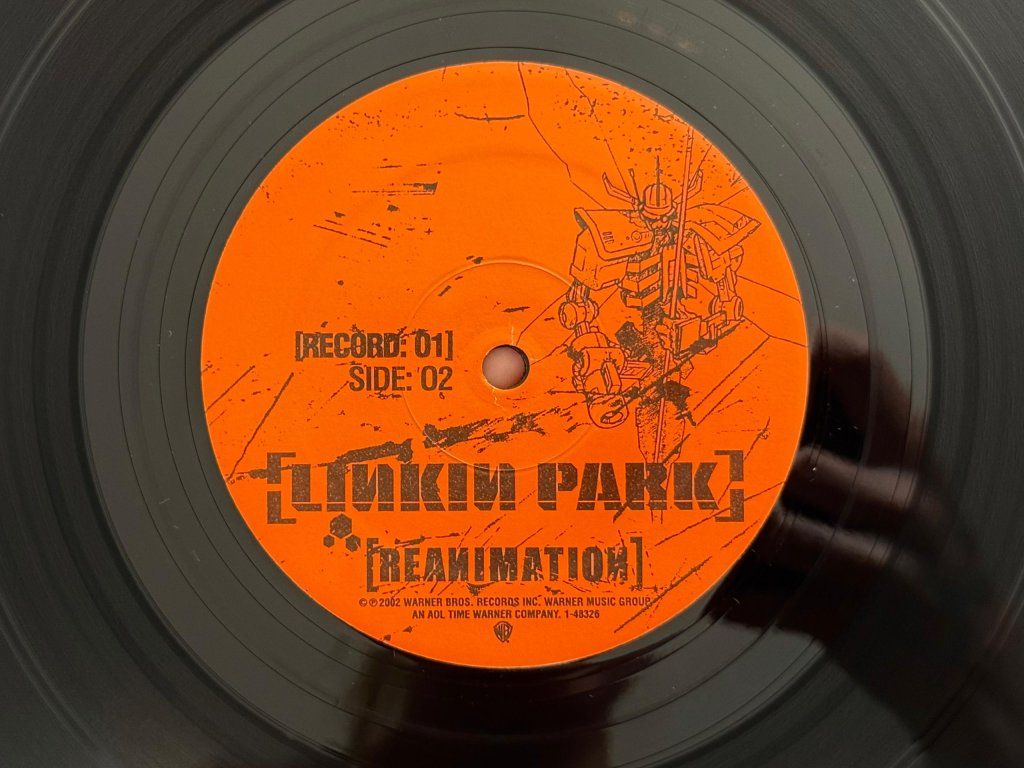 [RECORD: 01]
SIDE: 02
[LINKIN PARK]
[REANIMATION]
© ℗ 2002 WARNER BROS. RECORDS INC. WARNER MUSIC GROUP,
AN AOL TIME WARNER COMPANY. 1-48326